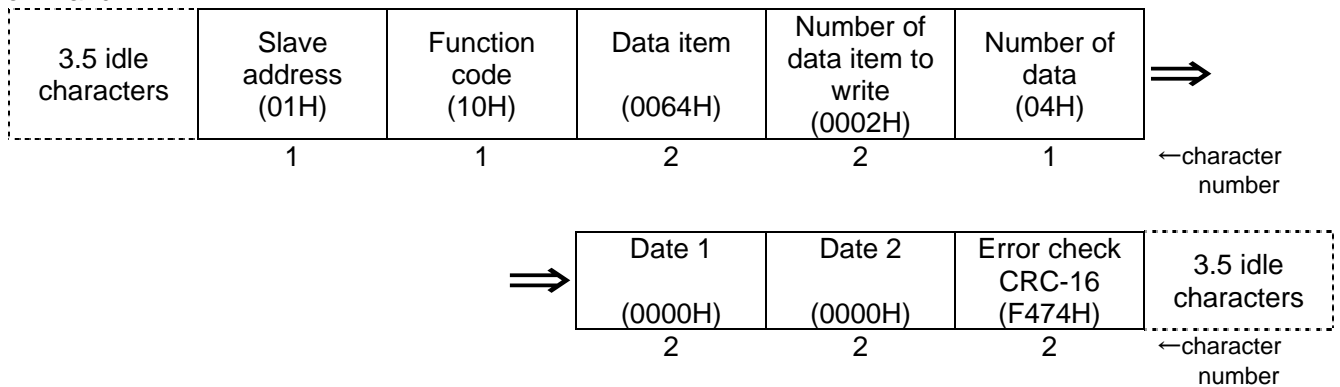 3.5 idle
characters
Slave
address
(01H)
Function
code
(10H)
Data item
(0064H)
Number of
data item to
write
(0002H)
Number of
data
(04H)
⇒
1 1 2 2 1 ←character
number
⇒
Date 1
(0000H)
Date 2
(0000H)
Error check
CRC-16
(F474H)
3.5 idle
characters
2 2 2 ←character
number